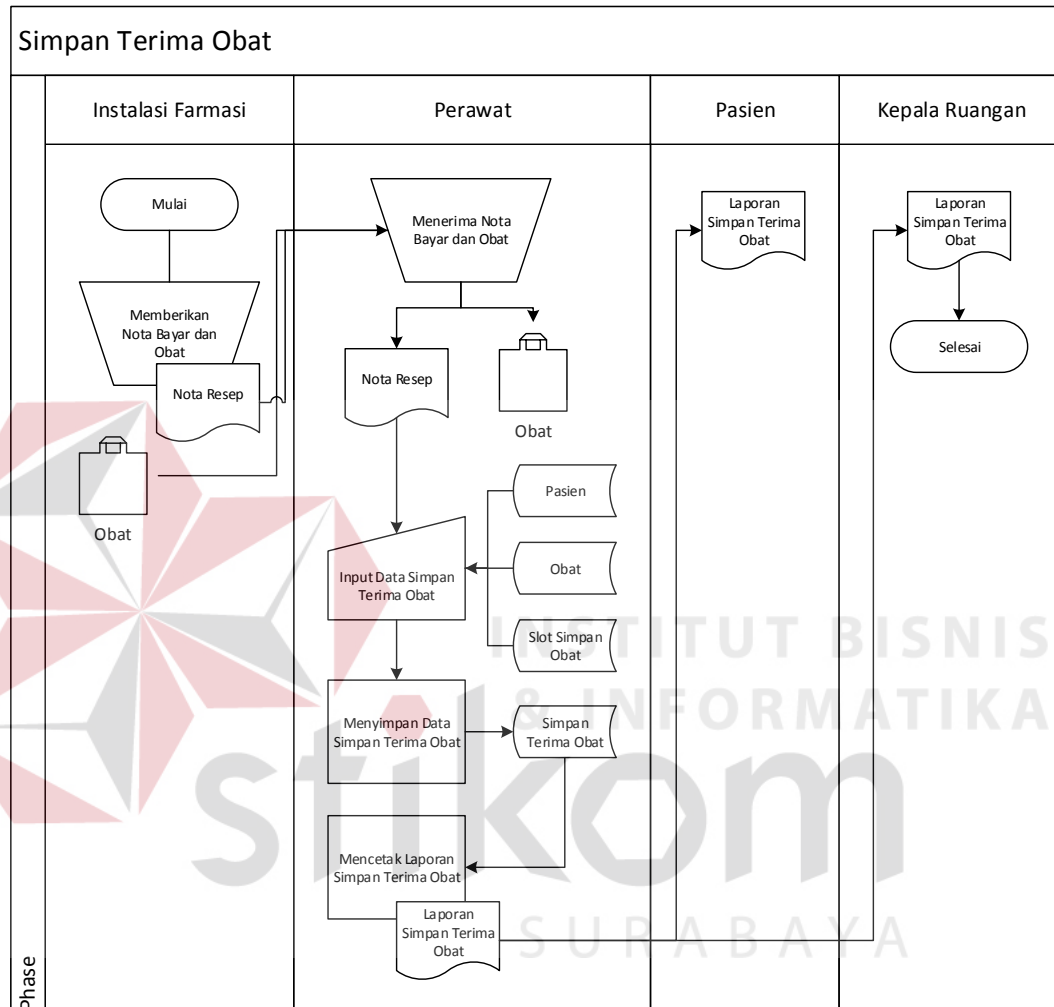 Simpan Terima Obat
Instalasi Farmasi
Perawat
Pasien
Kepala Ruangan
Mulai
Memberikan
Nota Bayar dan
Obat
Nota Resep
Obat
Menerima Nota
Bayar dan Obat
Nota Resep
Obat
Pasien
Obat
Slot Simpan
Obat
Input Data Simpan
Terima Obat
Menyimpan Data
Simpan Terima Obat
Simpan
Terima Obat
Mencetak Laporan
Simpan Terima Obat
Laporan
Simpan Terima
Obat
Laporan
Simpan Terima
Obat
Laporan
Simpan Terima
Obat
Selesai
Phase
INSTITUT BISNIS
& INFORMATIKA
stikom
SURABAYA